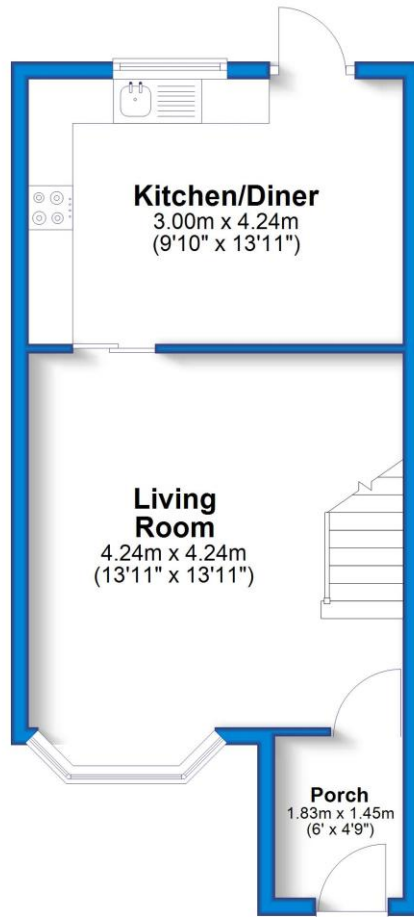 Kitchen/Diner
3.00m x 4.24m
(9'10" x 13'11")
Living
Room
4.24m x 4.24m
(13'11" x 13'11")
Porch
1.83m x 1.45m
(6' x 4'9")